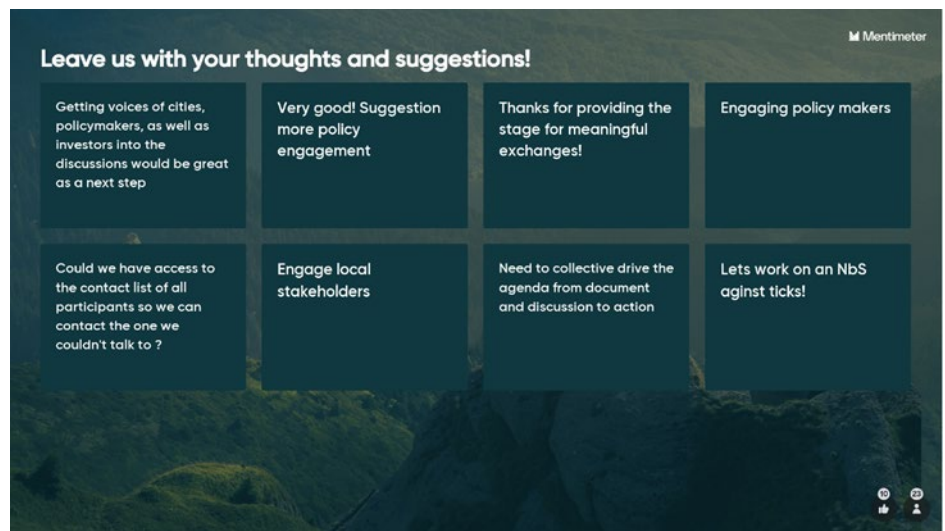 Mentimeter
Leave us with your thoughts and suggestions!
Getting voices of cities,
policymakers, as well as
investors into the
discussions would be great
as a next step
Very good! Suggestion
more policy
engagement
Thanks for providing the
stage for meaningful
exchanges!
Engaging policy makers
Could we have access to
the contact list of all
participants so we can
contact the one we
couldn't talk to ?
Engage local
stakeholders
Need to collective drive the
agenda from document
and discussion to action
Lets work on an NbS
aginst ticks!
10
23